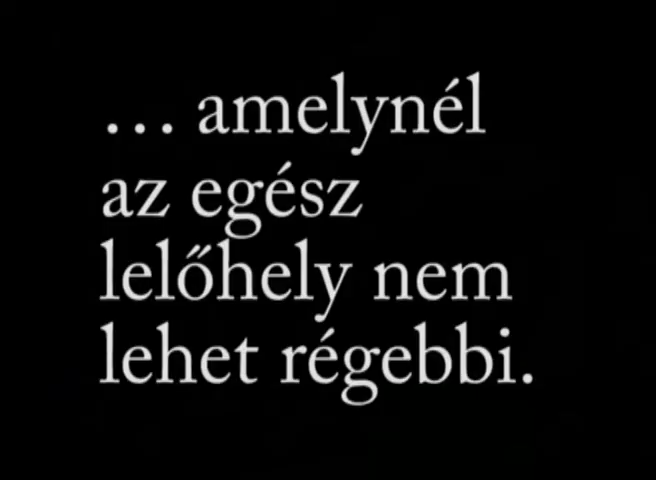 … amelynél
az egész
lelőhely nem
lehet régebbi.